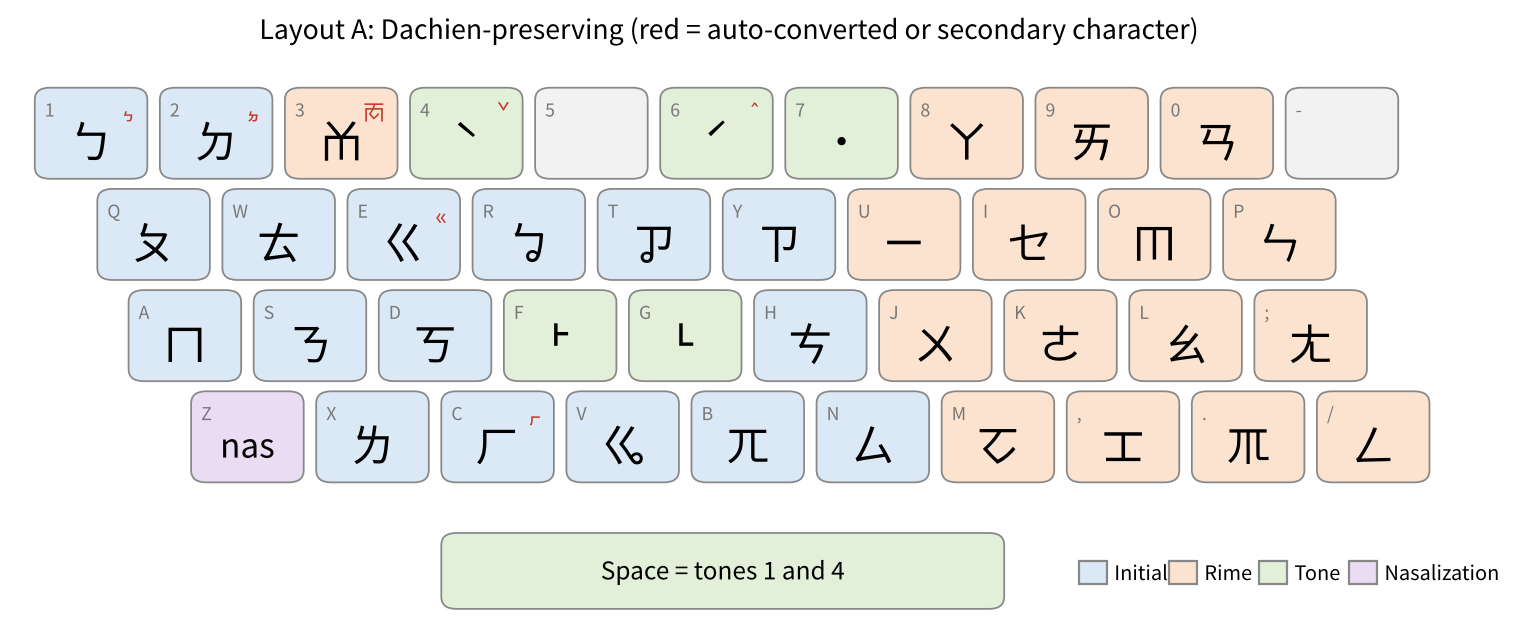 Layout A: Dachien-preserving (red = auto-converted or secondary character)
1 ㄅ ㆴ 2 ㄉ ㆵ 3 4 ˋ ˇ 5 6 ˊ ˆ 7 • 8 ㄚ 9 ㄞ 0 ㄢ -
Q ㄆ W ㄊ E ㄍ ㆶ R ㆠ T Y ㄗ U ㄧ I ㆤ O P ㄣ
A ㄇ S ㄋ D ㄎ F ˫ G ˪ H ㄘ J ㄨ K ㄜ L ㄠ ; ㄤ
Z nas X ㄌ C ㄏ ㆷ V ㆣ B ㄫ N ㄙ M ㆦ , ㆬ . ㆭ / ㄥ
Space = tones 1 and 4
Initial Rime Tone Nasalization